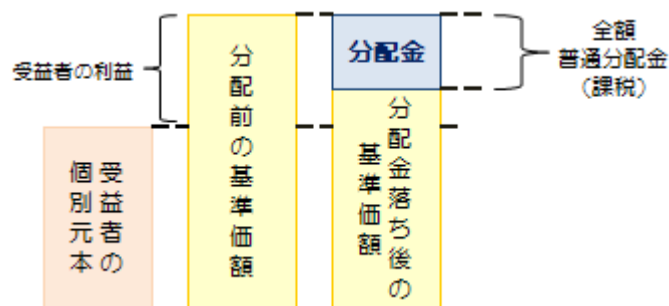 受益者の利益
受益者の
個別元本
分配前の基準価額
分配金
分配金落ち後の
基準価額
全額
普通分配金
(課税)